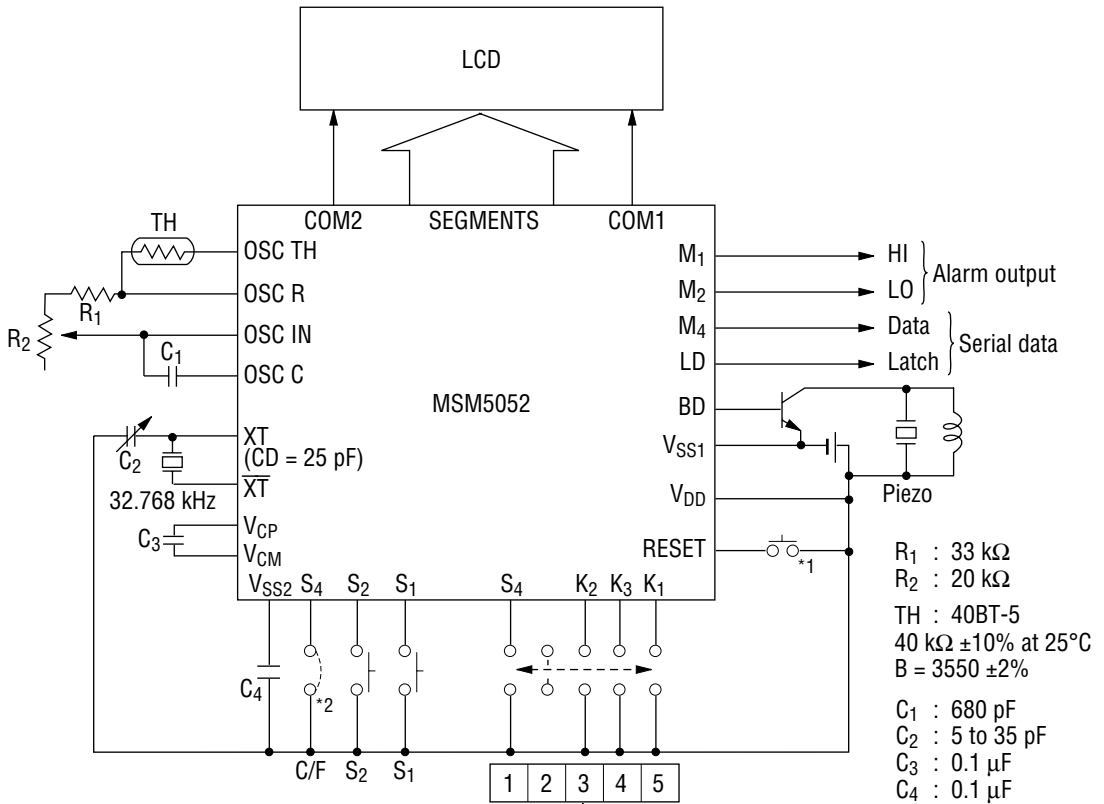 LCD
COM2 SEGMENTS COM1
TH
OSC TH
OSC R
R1
R2
OSC IN
C1
OSC C
MSM5052
XT
(CD = 25 pF)
C2
XT
32.768 kHz
VCP
C3
VCM
VSS2 S4 S2 S1 S4 K2 K3 K1
M1 HI
M2 LO
Alarm output
M4 Data
LD Latch
Serial data
BD
VSS1
VDD
Piezo
RESET
*1
C4
*2
C/F S2 S1
1 2 3 4 5
R1 : 33 kΩ
R2 : 20 kΩ
TH : 40BT-5
40 kΩ ±10% at 25°C
B = 3550 ±2%
C1 : 680 pF
C2 : 5 to 35 pF
C3 : 0.1 μF
C4 : 0.1 μF